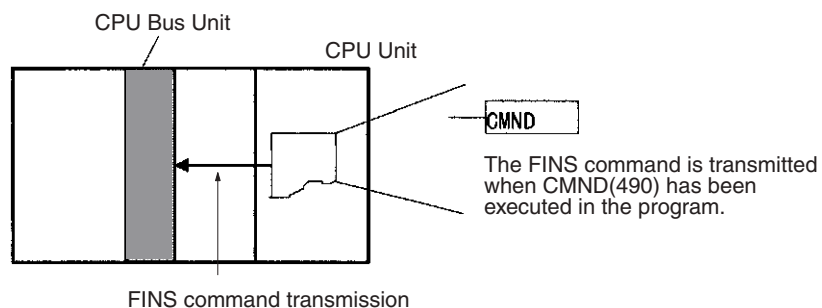 CPU Bus Unit
CPU Unit
CMND
The FINS command is transmitted
when CMND(490) has been
executed in the program.
FINS command transmission